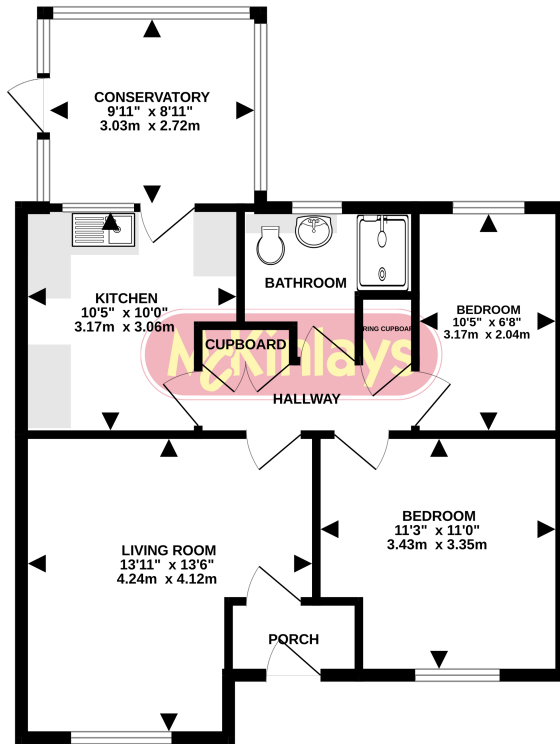 CONSERVATORY
9'11" x 8'11"
3.03m x 2.72m
KITCHEN
10'5" x 10'0"
3.17m x 3.06m
BATHROOM
BEDROOM
10'5" x 6'8"
3.17m x 2.04m
RING CUPBOAR
CUPBOARD
McKinlays
HALLWAY
LIVING ROOM
13'11" x 13'6"
4.24m x 4.12m
BEDROOM
11'3" x 11'0"
3.43m x 3.35m
PORCH